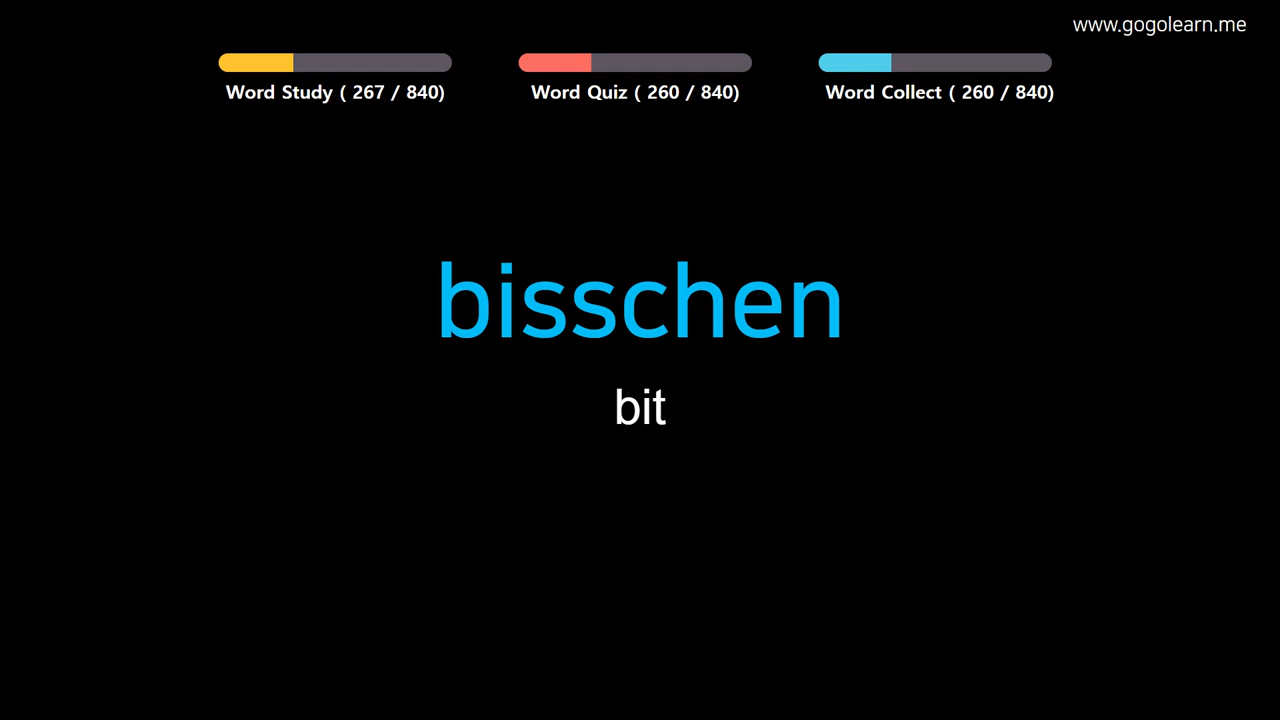 www.gogolearn.me
Word Study ( 267 / 840)
Word Quiz ( 260 / 840)
Word Collect ( 260 / 840)
bisschen
bit